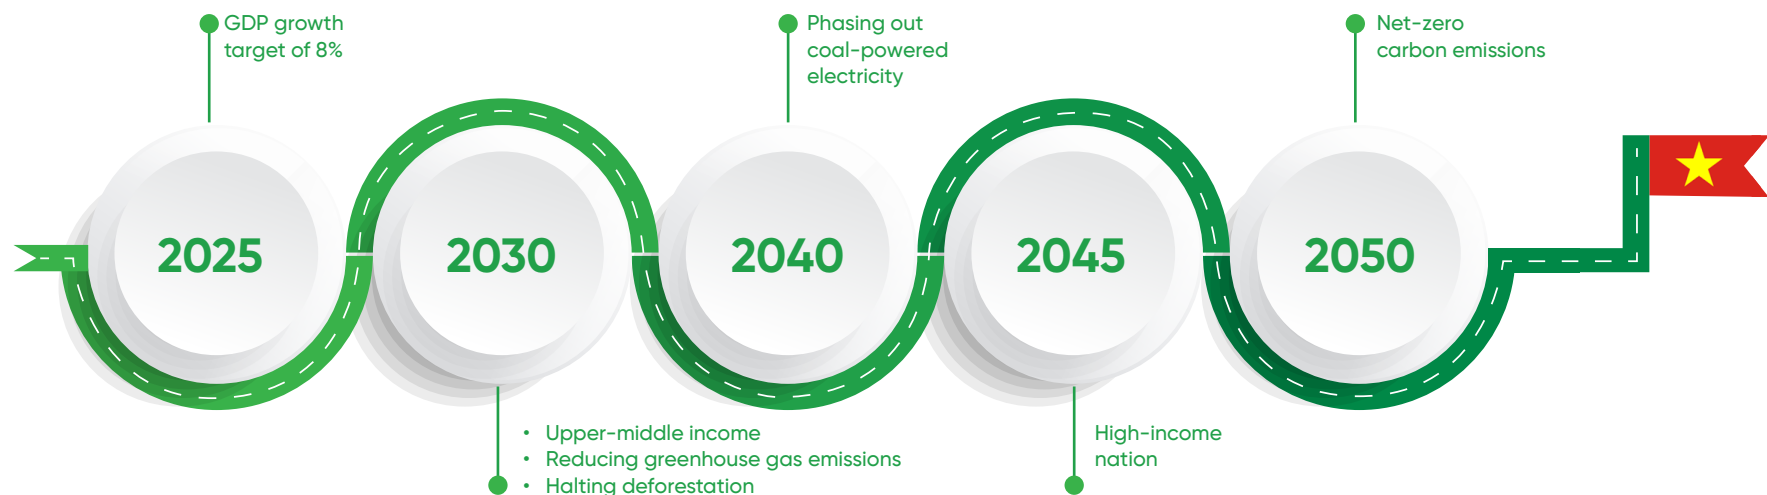 GDP growth
target of 8%
Phasing out
coal-powered
electricity
Net-zero
carbon emissions
2025
2030
2040
2045
2050
• Upper-middle income
• Reducing greenhouse gas emissions
• Halting deforestation
High-income
nation